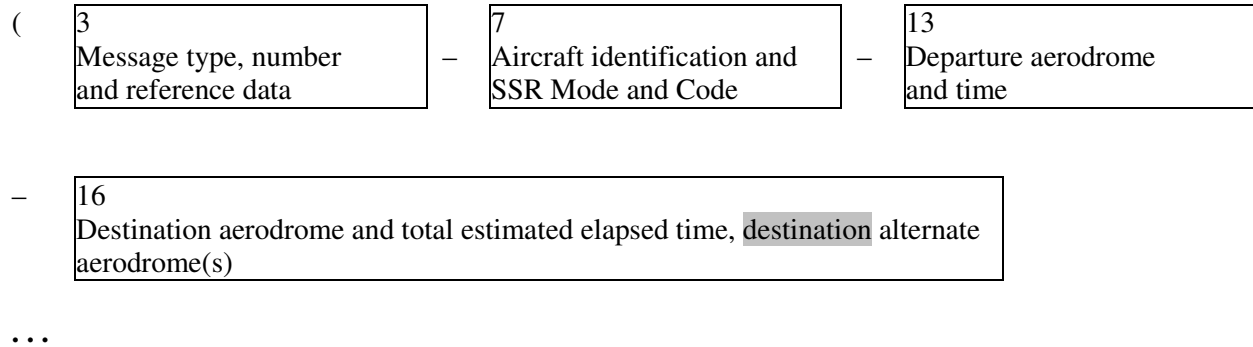 ( 3 7 13
Message type, number – Aircraft identification and – Departure aerodrome
and reference data SSR Mode and Code and time
– 16
Destination aerodrome and total estimated elapsed time, destination alternate
aerodrome(s)
. . .